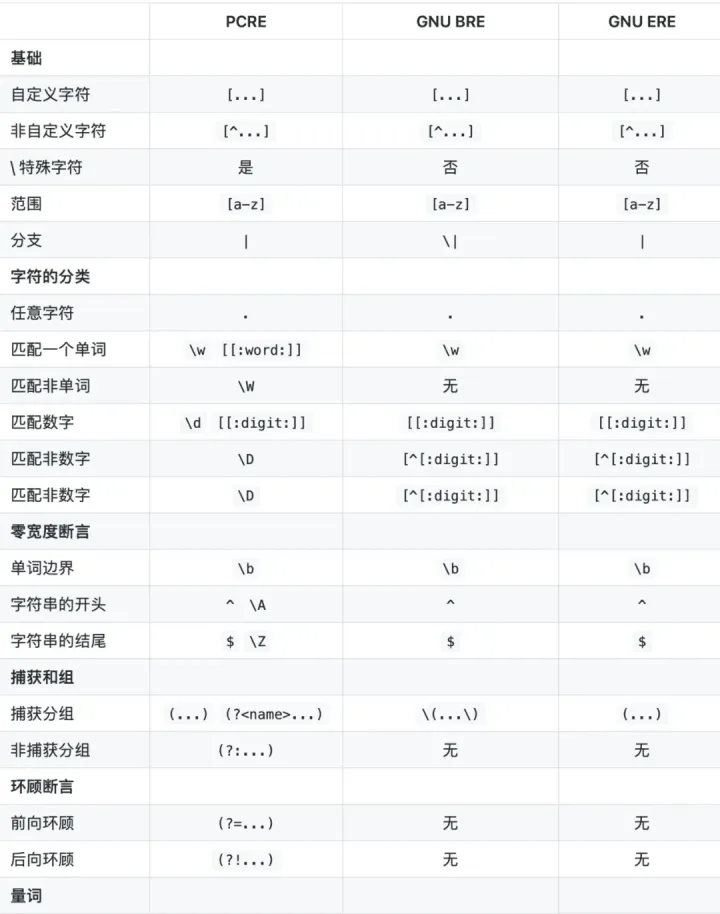 PCRE GNU BRE GNU ERE
基础
自定义字符 [...] [...] [...]
非自定义字符 [^...] [^...] [^...]
\ 特殊字符 是 否 否
范围 [a-z] [a-z] [a-z]
分支 | \| |
字符的分类
任意字符 . . .
匹配一个单词 \w [[:word:]] \w \w
匹配非单词 \W 无 无
匹配数字 \d [[:digit:]] [[:digit:]] [[:digit:]]
匹配非数字 \D [^[:digit:]] [^[:digit:]]
匹配非数字 \D [^[:digit:]] [^[:digit:]]
零宽度断言
单词边界 \b \b \b
字符串的开头 ^ \A ^ ^
字符串的结尾 $ \Z $ $
捕获和组
捕获分组 (...) (?<name>...) \(...\) (...)
非捕获分组 (?:...) 无 无
环顾断言
前向环顾 (?=...) 无 无
后向环顾 (?!...) 无 无
量词